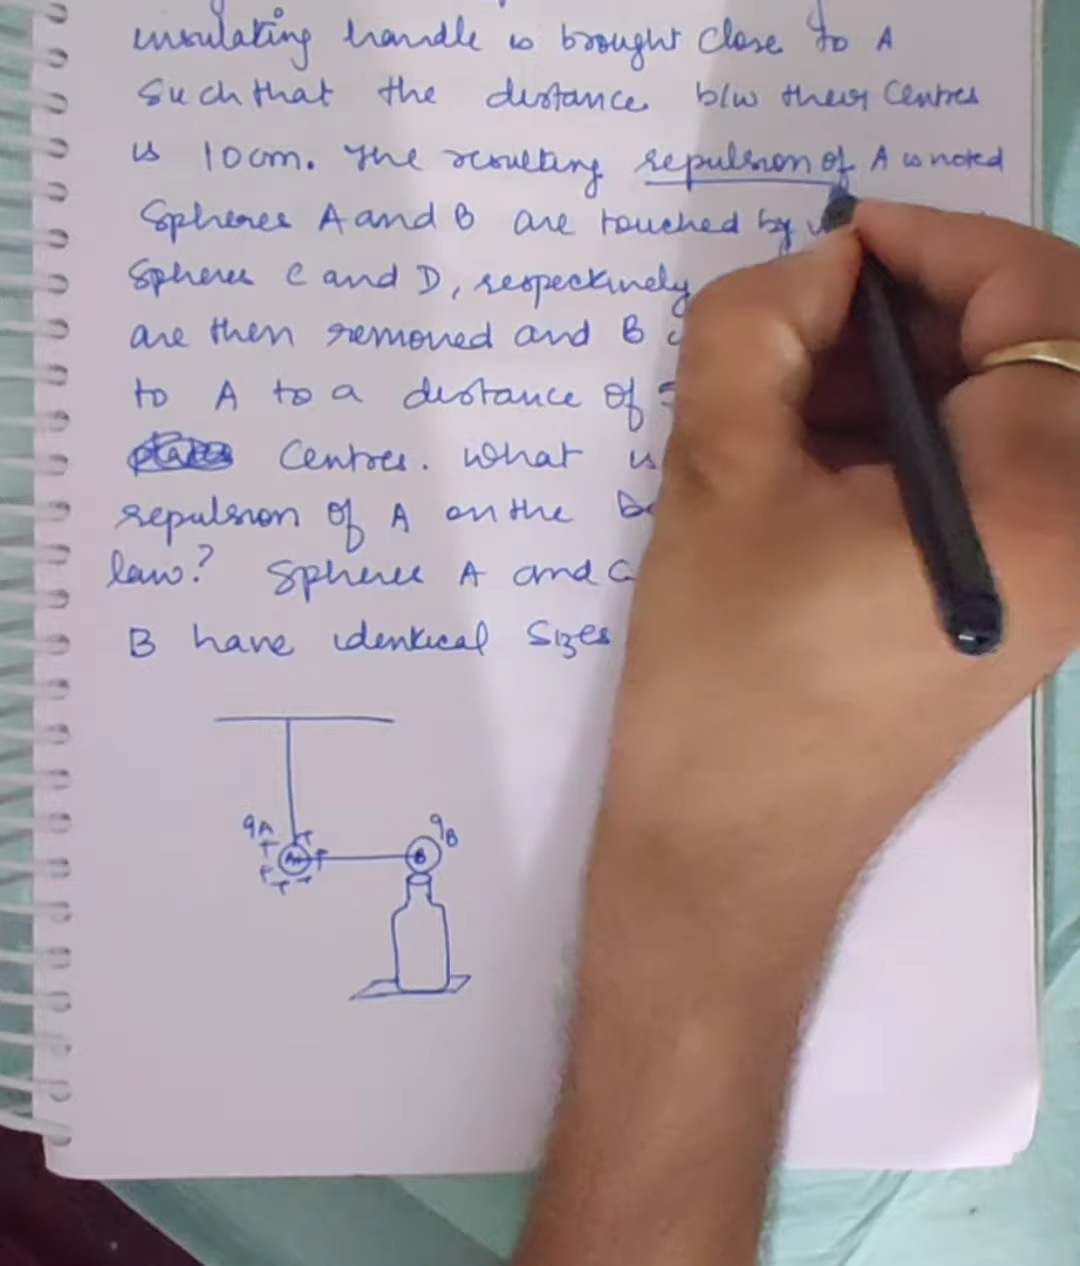 insulating handle is brought close to A
Such that the distance b/w their Centres
is 10cm. The resulting repulsion of A is noted
Spheres A and B are touched by
Spheres C and D, respectively
are then removed and B
to A to a distance of
Centres. What is
repulsion of A on the
law? Spheres A and C
B have identical Sizes
qA
qB
A
B